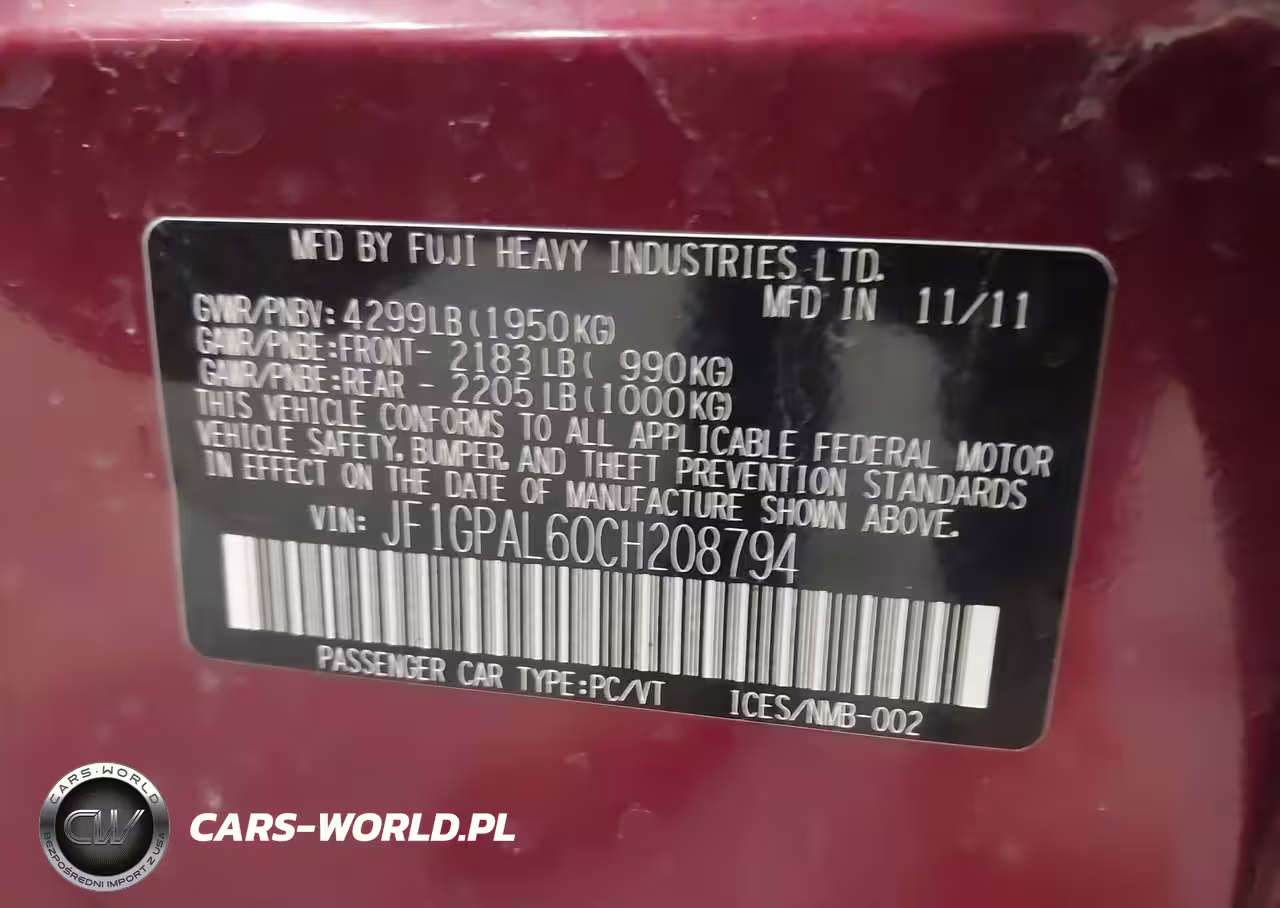 MFD BY FUJI HEAVY INDUSTRIES LTD.
MFD IN 11/11
GVWR/PNBV: 4299LB(1950KG)
GAWR/PNBE:FRONT- 2183LB( 990KG)
GAWR/PNBE:REAR - 2205LB(1000KG)
THIS VEHICLE CONFORMS TO ALL APPLICABLE FEDERAL MOTOR
VEHICLE SAFETY, BUMPER, AND THEFT PREVENTION STANDARDS
IN EFFECT ON THE DATE OF MANUFACTURE SHOWN ABOVE.
VIN: JF1GPAL60CH208794
PASSENGER CAR TYPE:PC/VT ICES/NMB-002
CARS-WORLD
CW
BEZPOŚREDNI IMPORT Z USA
CARS-WORLD.PL